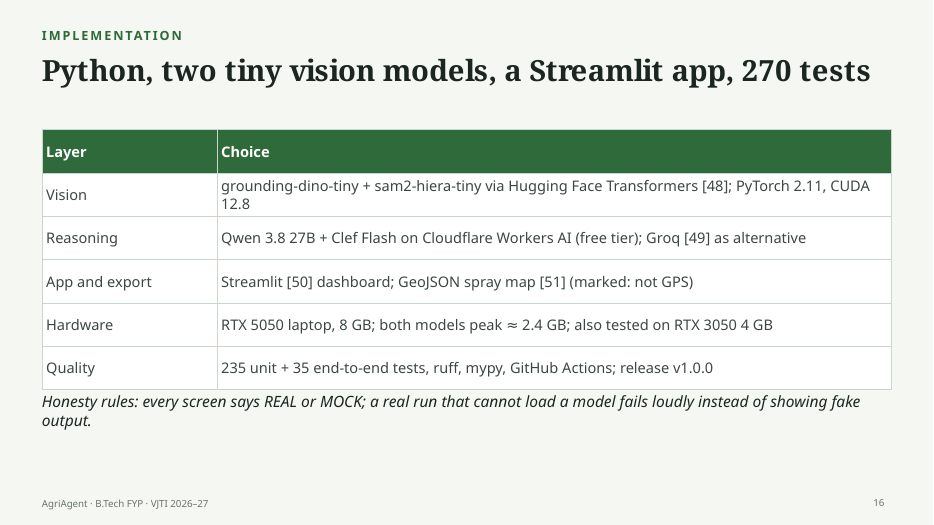 IMPLEMENTATION
Python, two tiny vision models, a Streamlit app, 270 tests
Layer Choice
Vision grounding-dino-tiny + sam2-hiera-tiny via Hugging Face Transformers [48]; PyTorch 2.11, CUDA
12.8
Reasoning Qwen 3.8 27B + Clef Flash on Cloudflare Workers AI (free tier); Groq [49] as alternative
App and export Streamlit [50] dashboard; GeoJSON spray map [51] (marked: not GPS)
Hardware RTX 5050 laptop, 8 GB; both models peak ≈ 2.4 GB; also tested on RTX 3050 4 GB
Quality 235 unit + 35 end-to-end tests, ruff, mypy, GitHub Actions; release v1.0.0
Honesty rules: every screen says REAL or MOCK; a real run that cannot load a model fails loudly instead of showing fake
output.
AgriAgent · B.Tech FYP · VJTI 2026–27 16